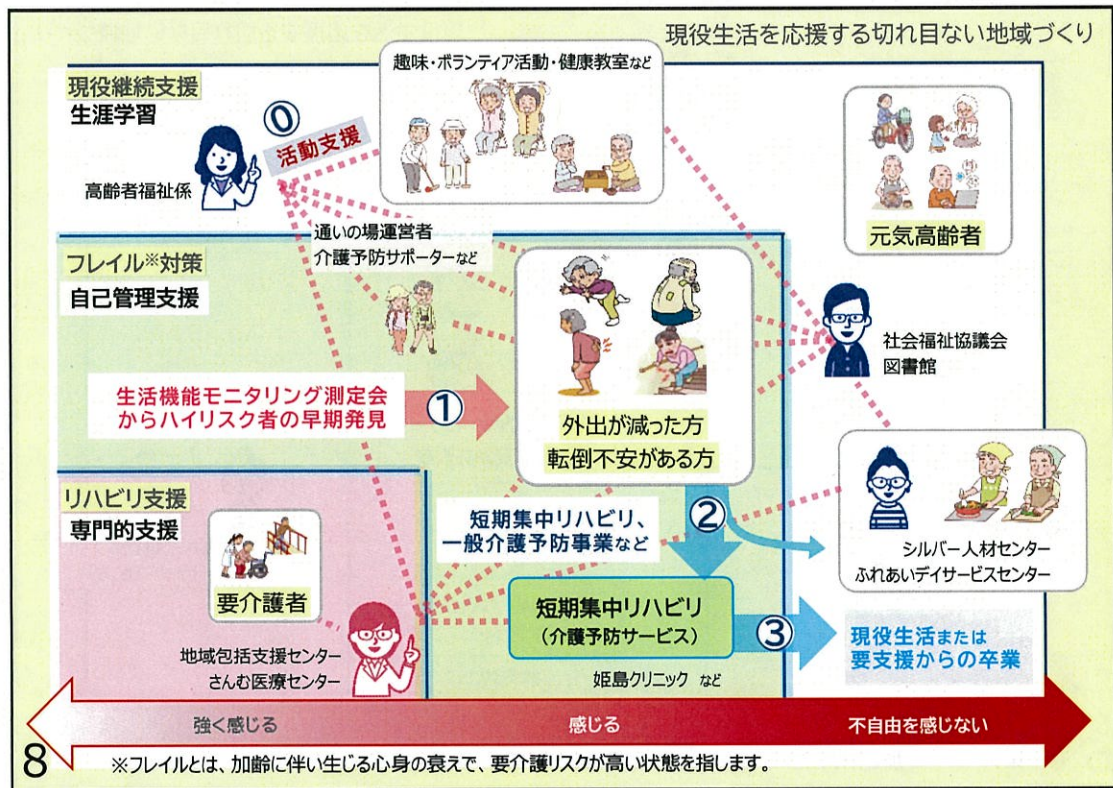 現役生活を応援する切れ目ない地域づくり
現役継続支援
生涯学習
高齢者福祉係
⓪
活動支援
趣味・ボランティア活動・健康教室など
元気高齢者
通いの場運営者
介護予防サポーターなど
フレイル※対策
自己管理支援
生活機能モニタリング測定会
からハイリスク者の早期発見
①
外出が減った方
転倒不安がある方
社会福祉協議会
図書館
リハビリ支援
専門的支援
要介護者
地域包括支援センター
さんむ医療センター
短期集中リハビリ、
一般介護予防事業など
②
シルバー人材センター
ふれあいデイサービスセンター
短期集中リハビリ
(介護予防サービス)
姫島クリニック など
③
現役生活または
要支援からの卒業
強く感じる
感じる
不自由を感じない
8
※フレイルとは、加齢に伴い生じる心身の衰えで、要介護リスクが高い状態を指します。